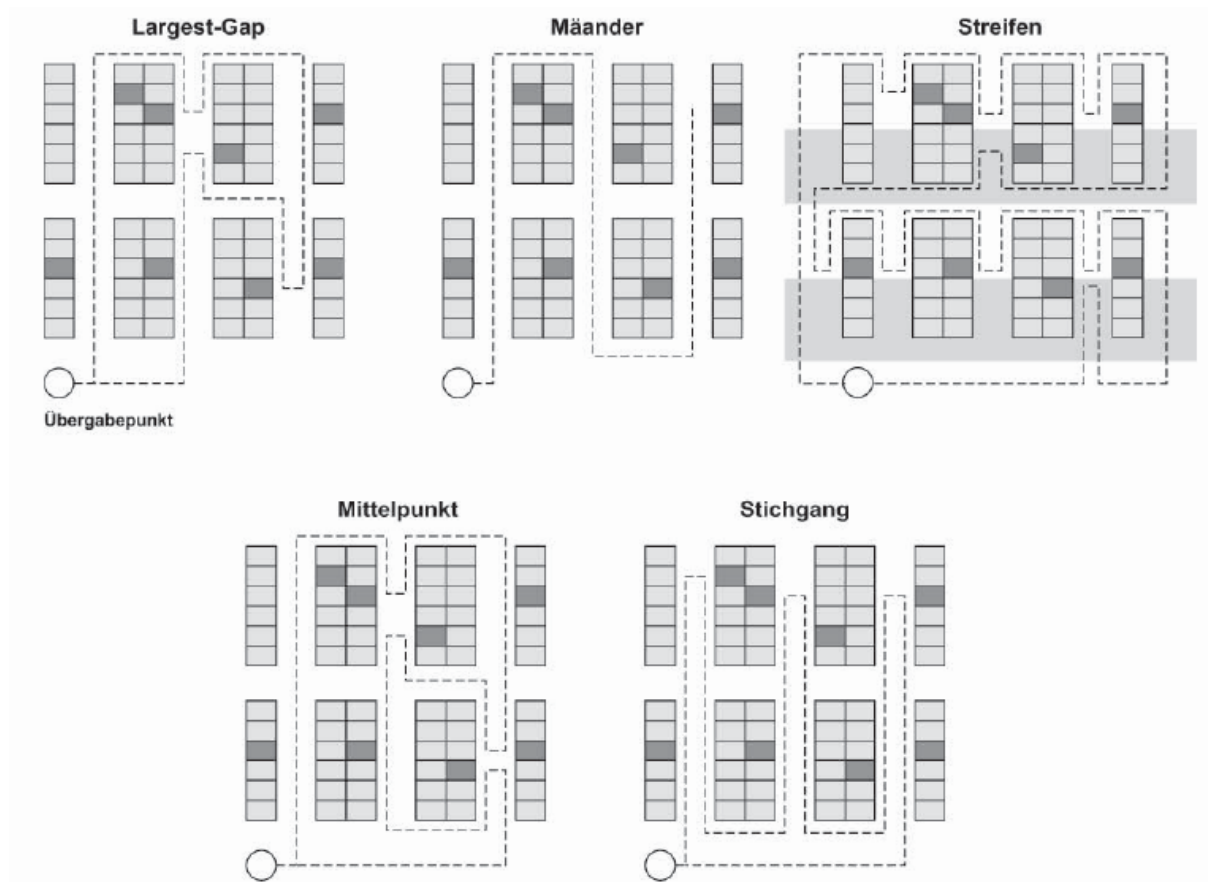 Largest-Gap
Mäander
Streifen
Übergabepunkt
Mittelpunkt
Stichgang